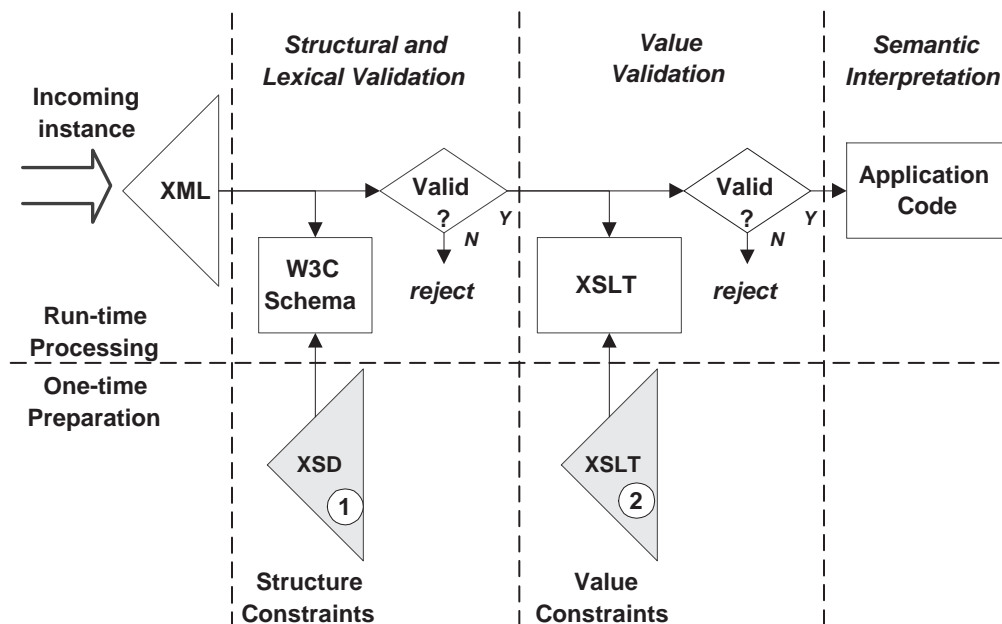 Structural and
Lexical Validation
Value
Validation
Semantic
Interpretation
Incoming
instance
XML
Valid
?
Y
N
reject
W3C
Schema
Valid
?
Y
N
reject
XSLT
Application
Code
Run-time
Processing
One-time
Preparation
XSD
1
Structure
Constraints
XSLT
2
Value
Constraints